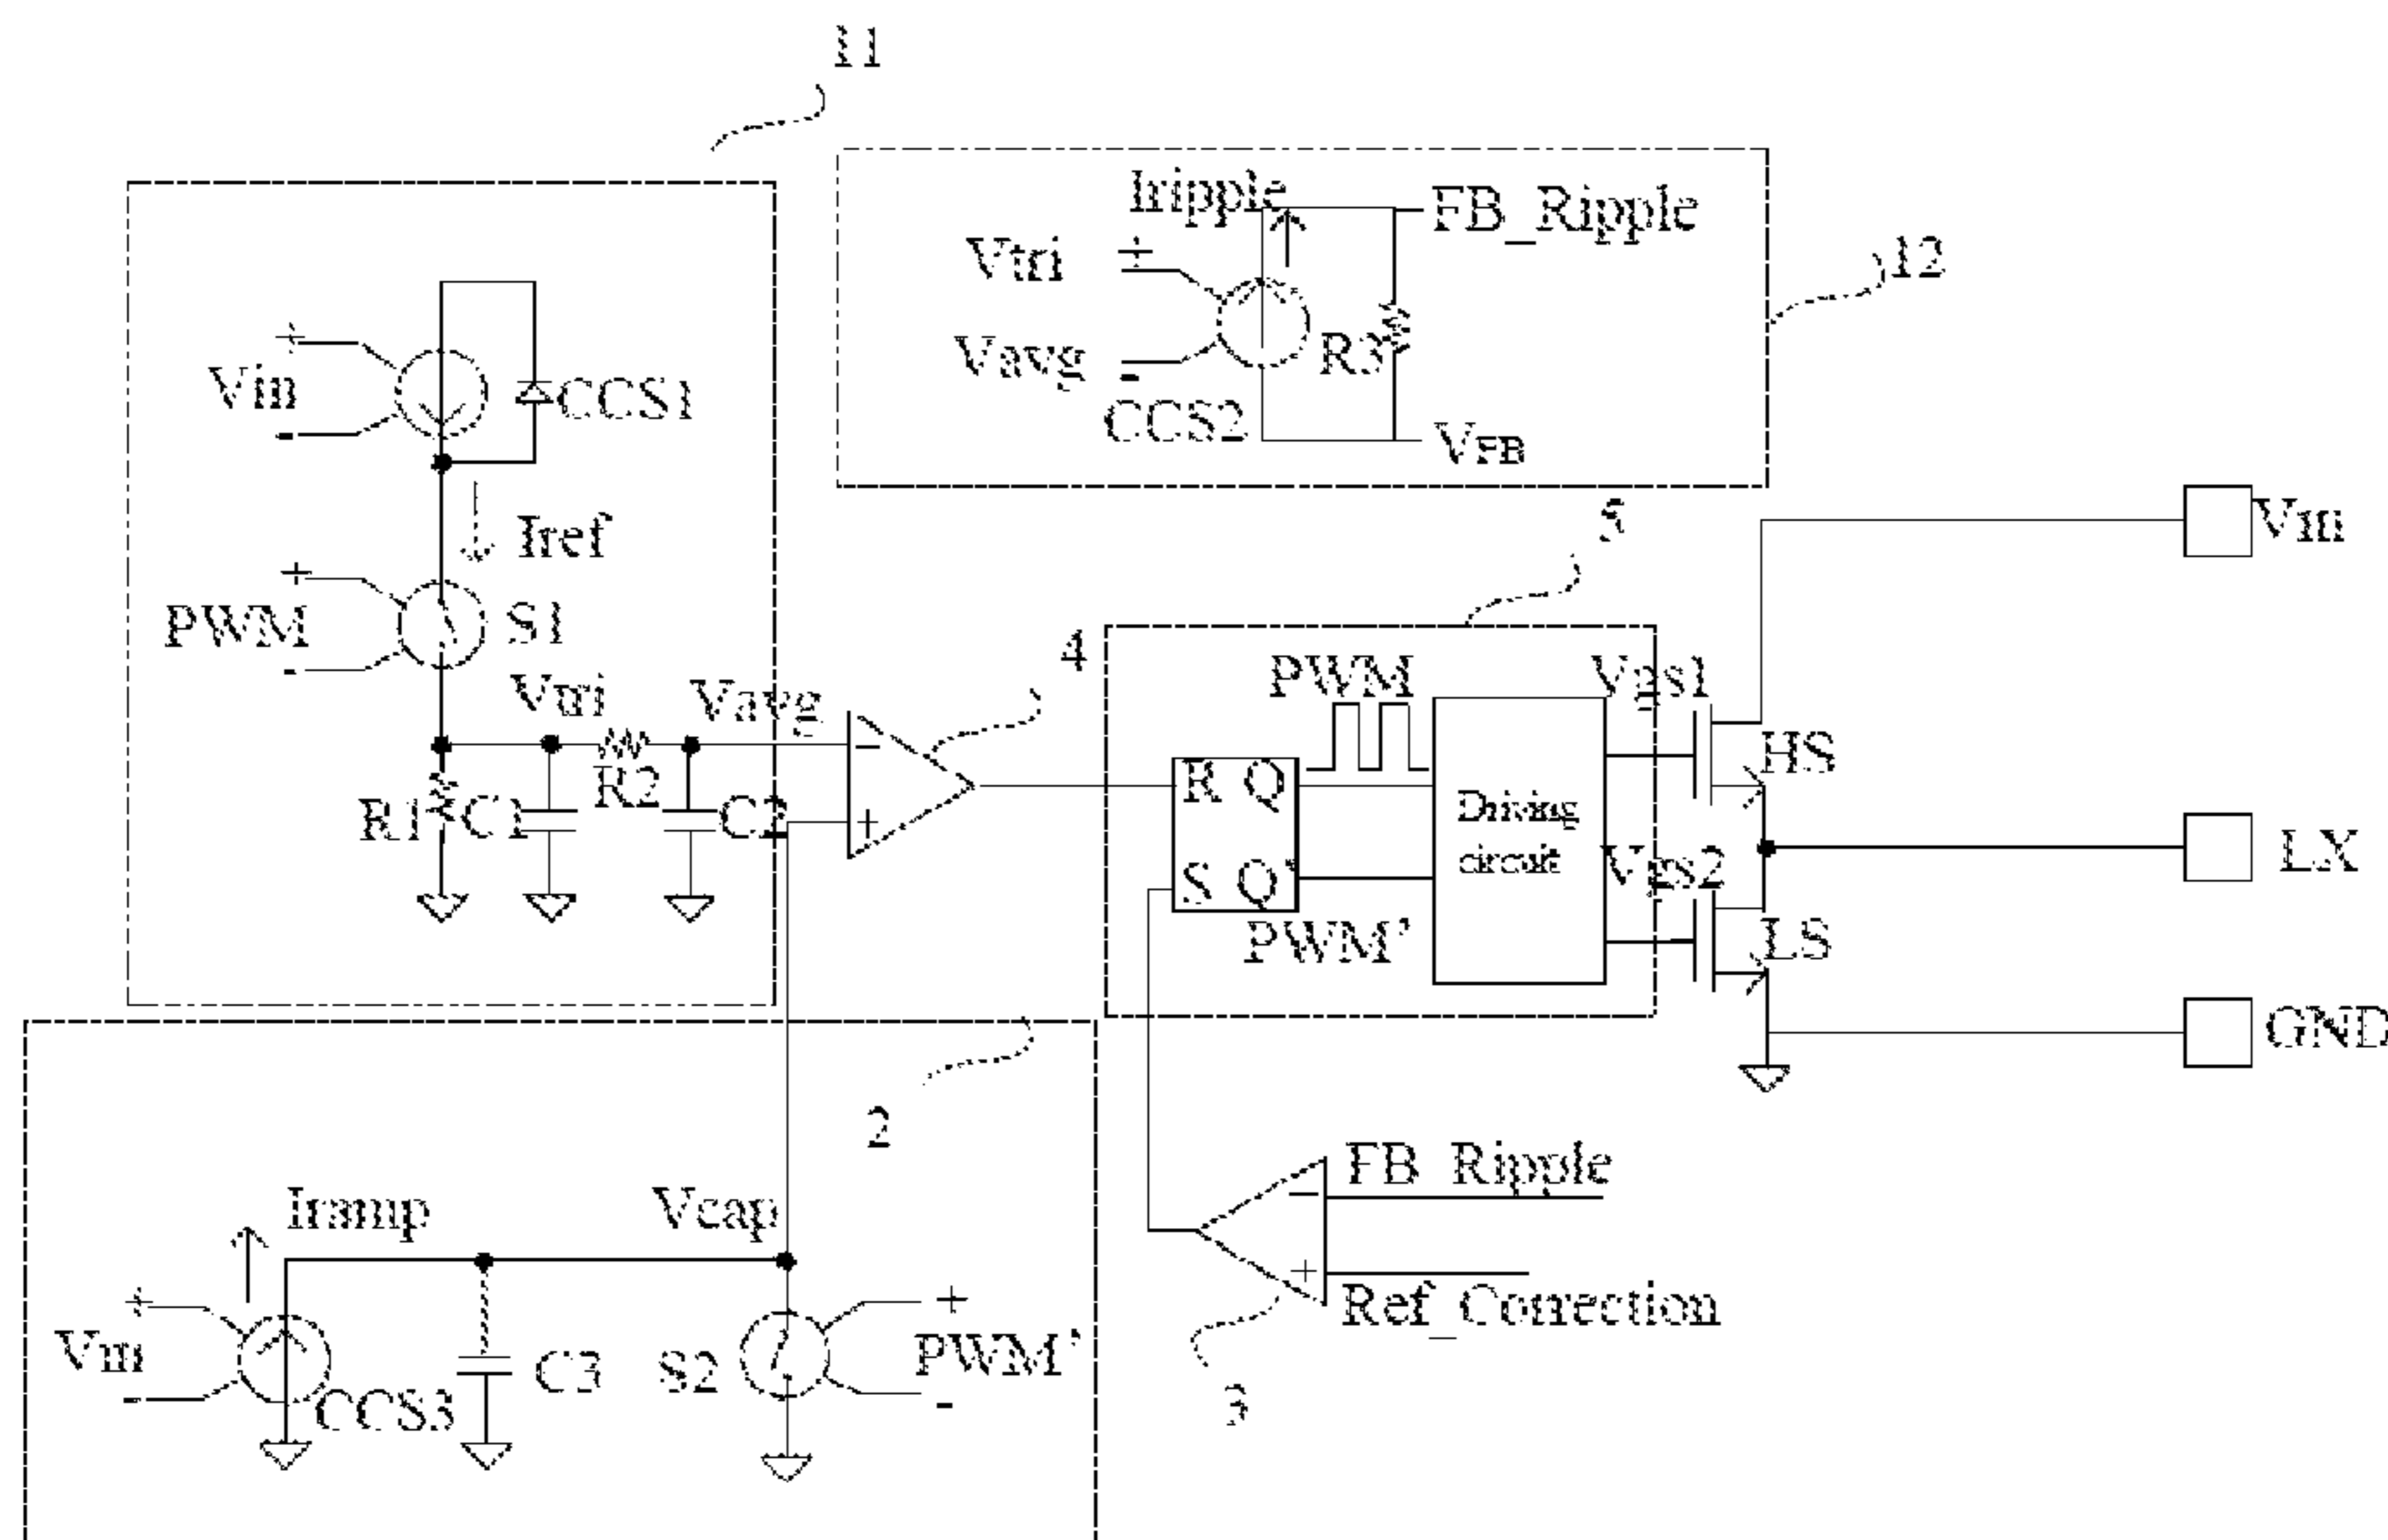 11
Iripple
FB_Ripple
Vtri
+
12
Vavg
-
R3
CCS2
VFB
+
Vin
-
CCS1
Iref
5
Vin
+
PWM
-
S1
4
Vtri
Vavg
PWM
Vgs1
-
HS
R2
R1
C1
C2
+
R Q
Driving
circuit
LX
S Q'
Vgs2
PWM'
LS
GND
2
FB_Ripple
-
Iramp
Vcap
+
Ref_Correction
+
Vin
-
CCS3
C3
S2
+
PWM'
-
3